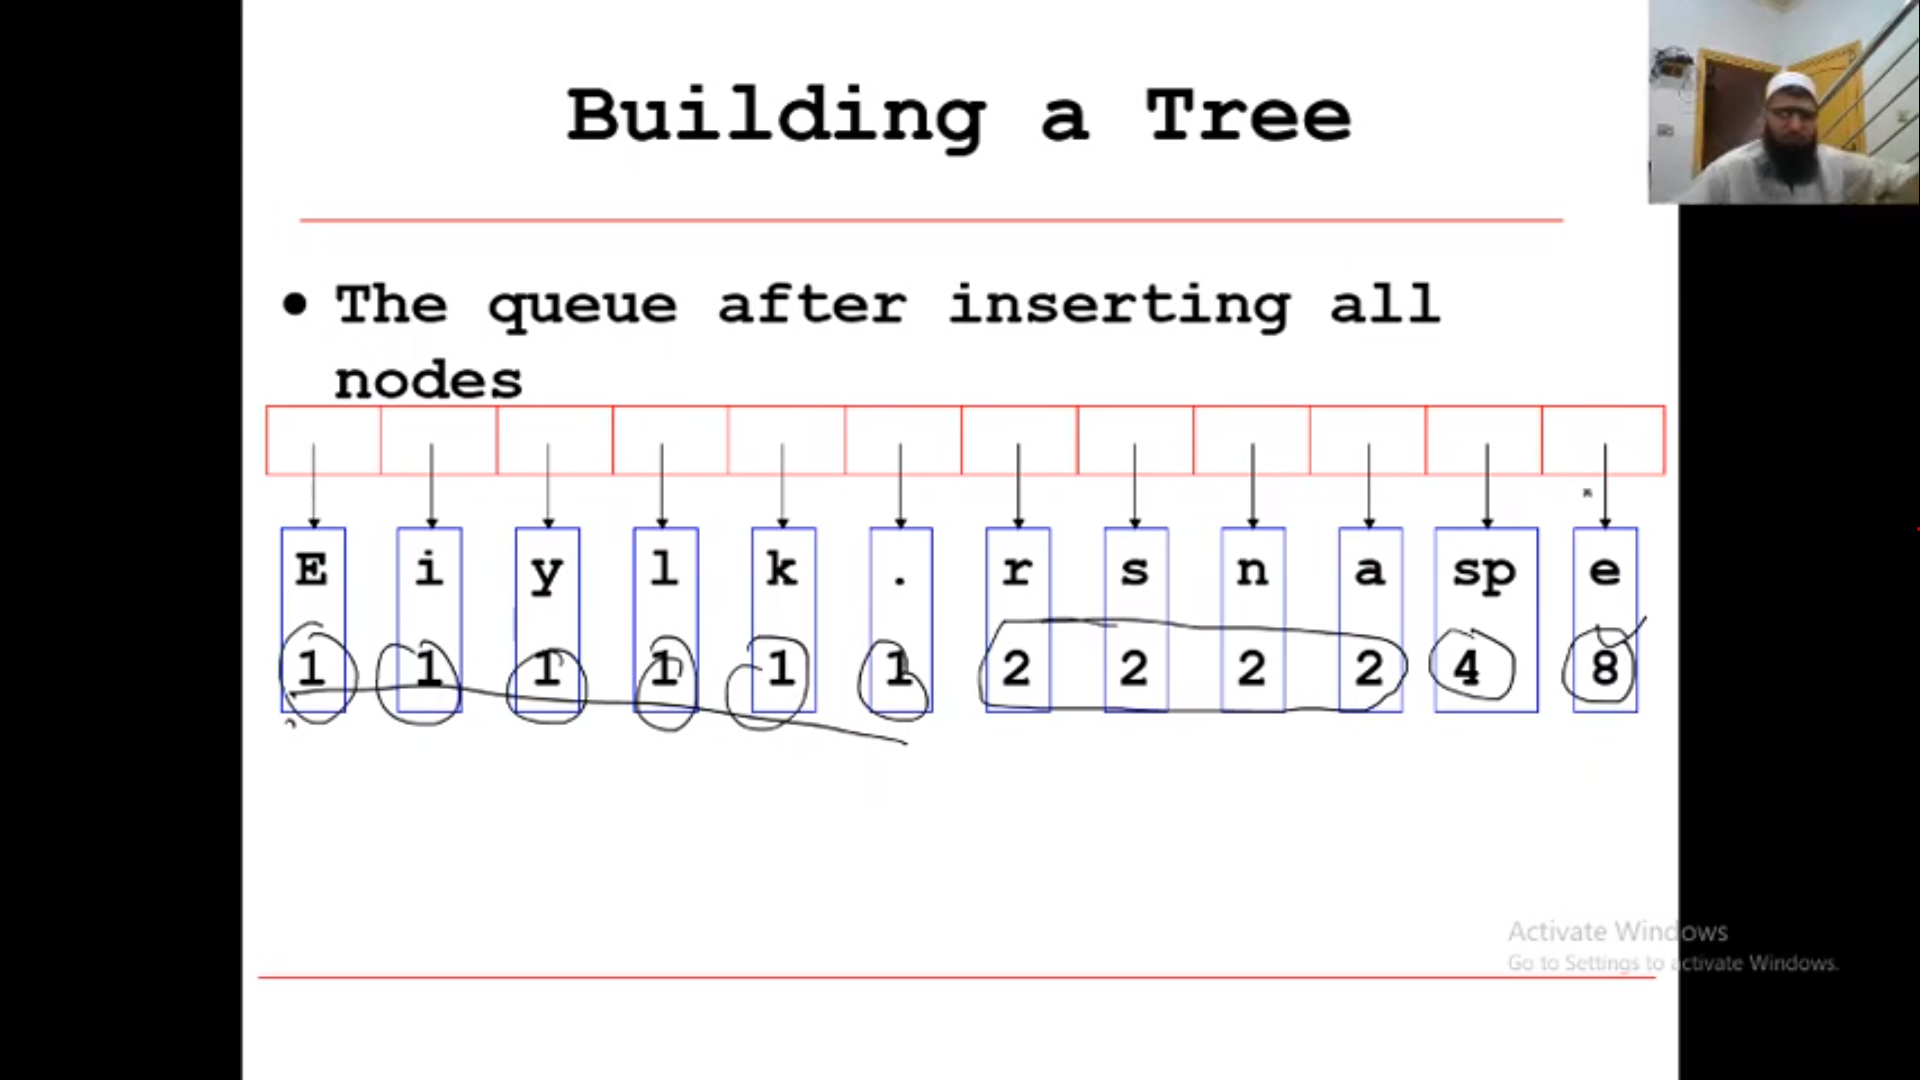 Building a Tree
• The queue after inserting all
nodes
E i y l k . r s n a sp e
1 1 1 1 1 1 2 2 2 2 4 8
Activate Windows
Go to Settings to activate Windows.